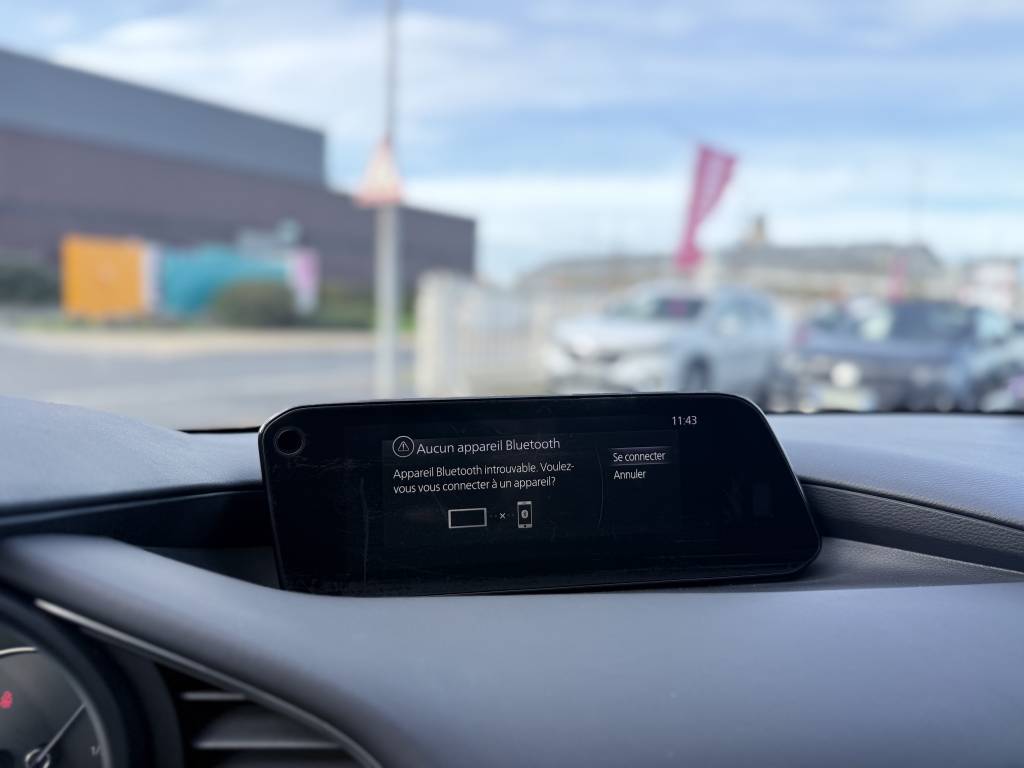 11:43
Aucun appareil Bluetooth
Appareil Bluetooth introuvable. Voulez-
vous vous connecter à un appareil?
Se connecter
Annuler